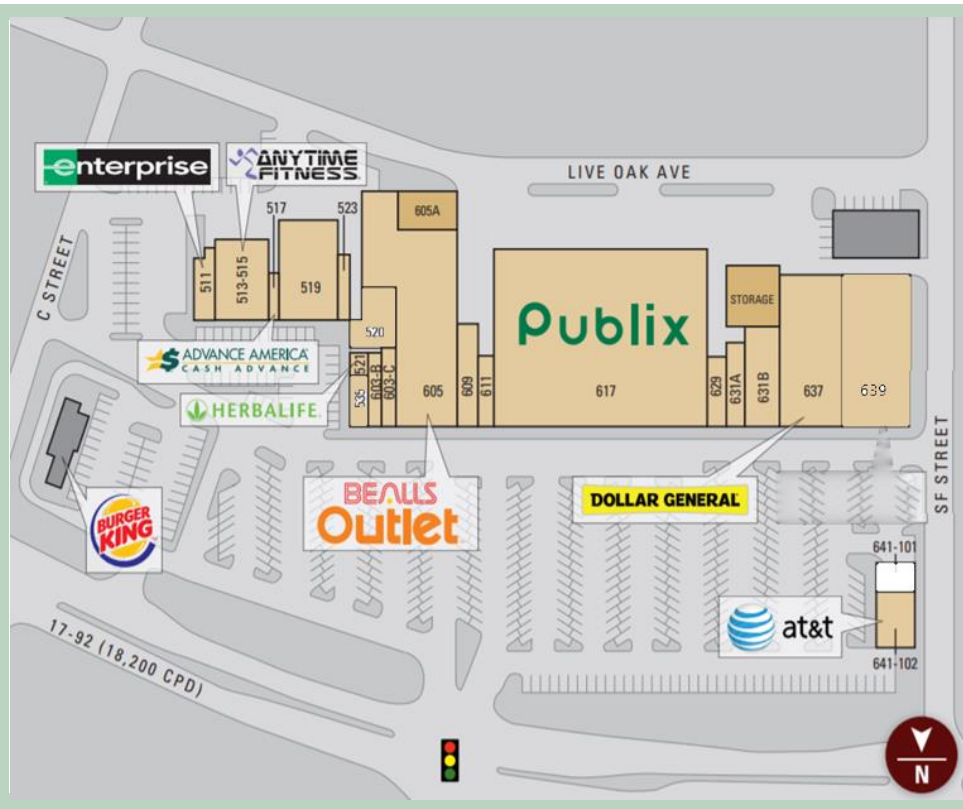 LIVE OAK AVE
enterprise
ANYTIME
FITNESS
517
523
605A
C STREET
511
513-515
519
STORAGE
Publix
520
ADVANCE AMERICA
CASH ADVANCE
HERBALIFE
521
535
603-B
603-C
605
609
611
617
629
631A
631B
637
639
SF STREET
BURGER
KING
BEALLS
Outlet
DOLLAR GENERAL
641-101
at&t
641-102
17-92 (18,200 CPD)
N